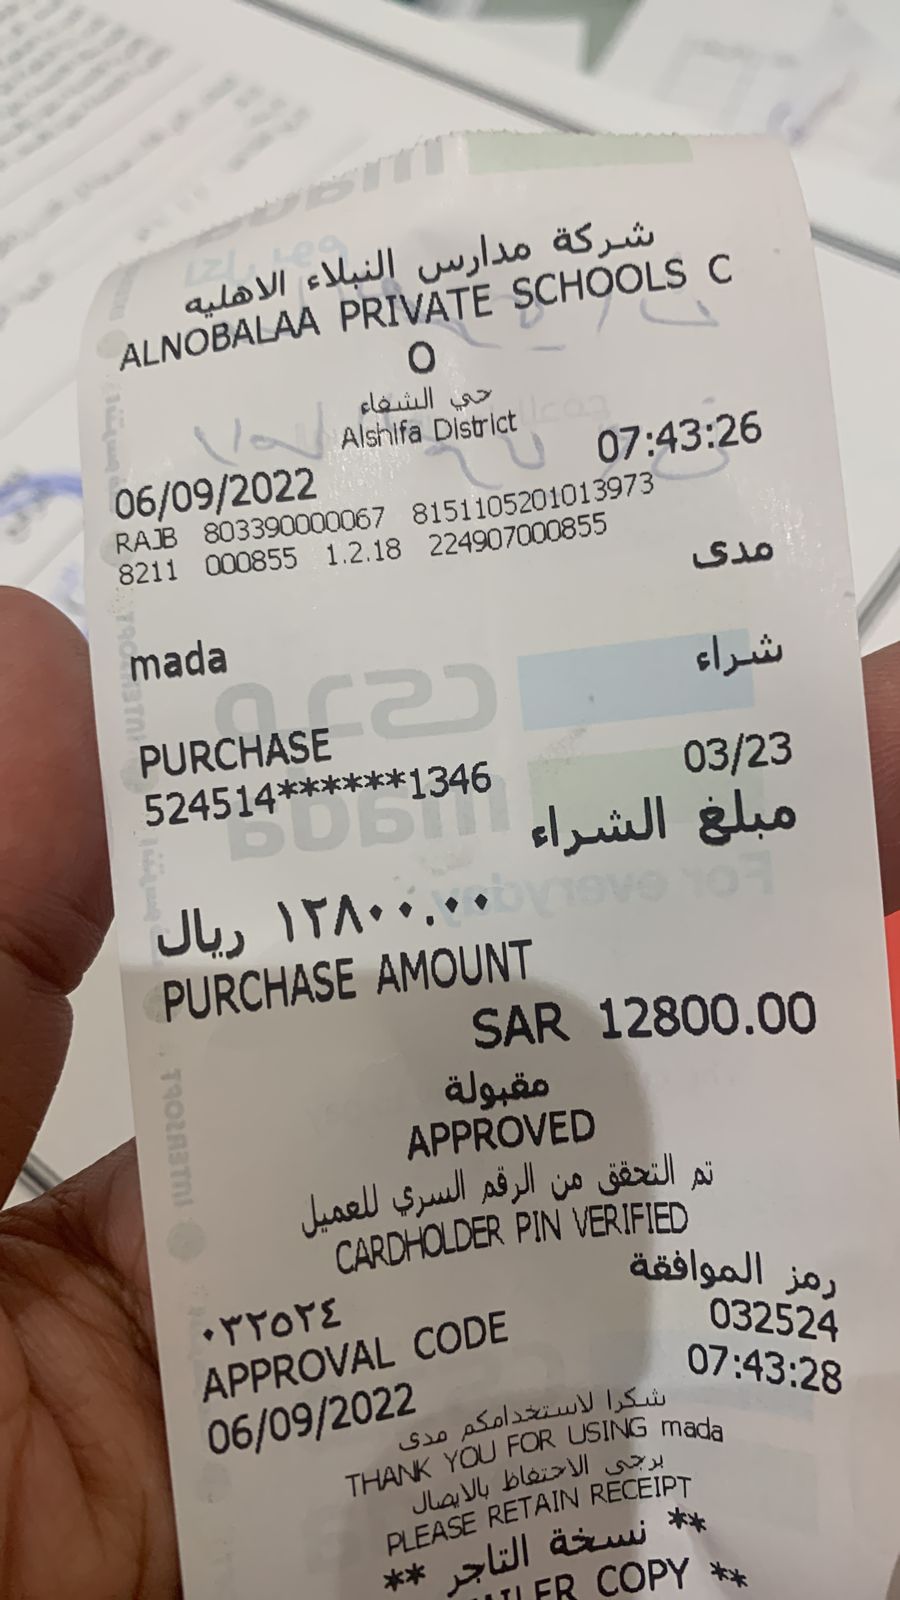 شركة مدارس النبلاء الاهليه
ALNOBALAA PRIVATE SCHOOLS C
O
حي الشفاء
Alshifa District
06/09/2022 07:43:26
RAJB 803390000067 8151105201013973
8211 000855 1.2.18 224907000855
مدى
mada
شراء
PURCHASE
524514******1346 03/23
مبلغ الشراء
١٢٨٠٠.٠٠ ريال
PURCHASE AMOUNT
SAR 12800.00
مقبولة
APPROVED
تم التحقق من الرقم السري للعميل
CARDHOLDER PIN VERIFIED
رمز الموافقة
٠٣٢٥٢٤ 032524
APPROVAL CODE
06/09/2022 07:43:28
شكرا لاستخدامكم مدى
THANK YOU FOR USING mada
يرجى الاحتفاظ بالايصال
PLEASE RETAIN RECEIPT
** نسخة التاجر **
COPY **